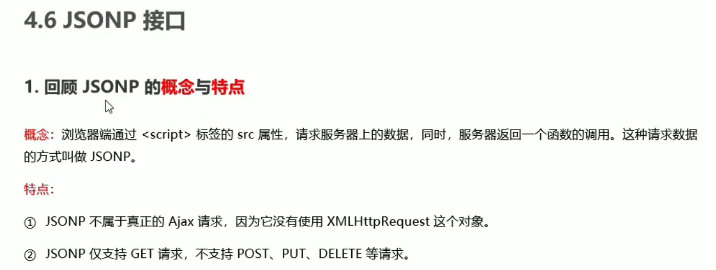 4.6 JSONP 接口
1. 回顾 JSONP 的概念与特点
概念：浏览器端通过 <script> 标签的 src 属性，请求服务器上的数据，同时，服务器返回一个函数的调用。这种请求数据
的方式叫做 JSONP。
特点：
① JSONP 不属于真正的 Ajax 请求，因为它没有使用 XMLHttpRequest 这个对象。
② JSONP 仅支持 GET 请求，不支持 POST、PUT、DELETE 等请求。